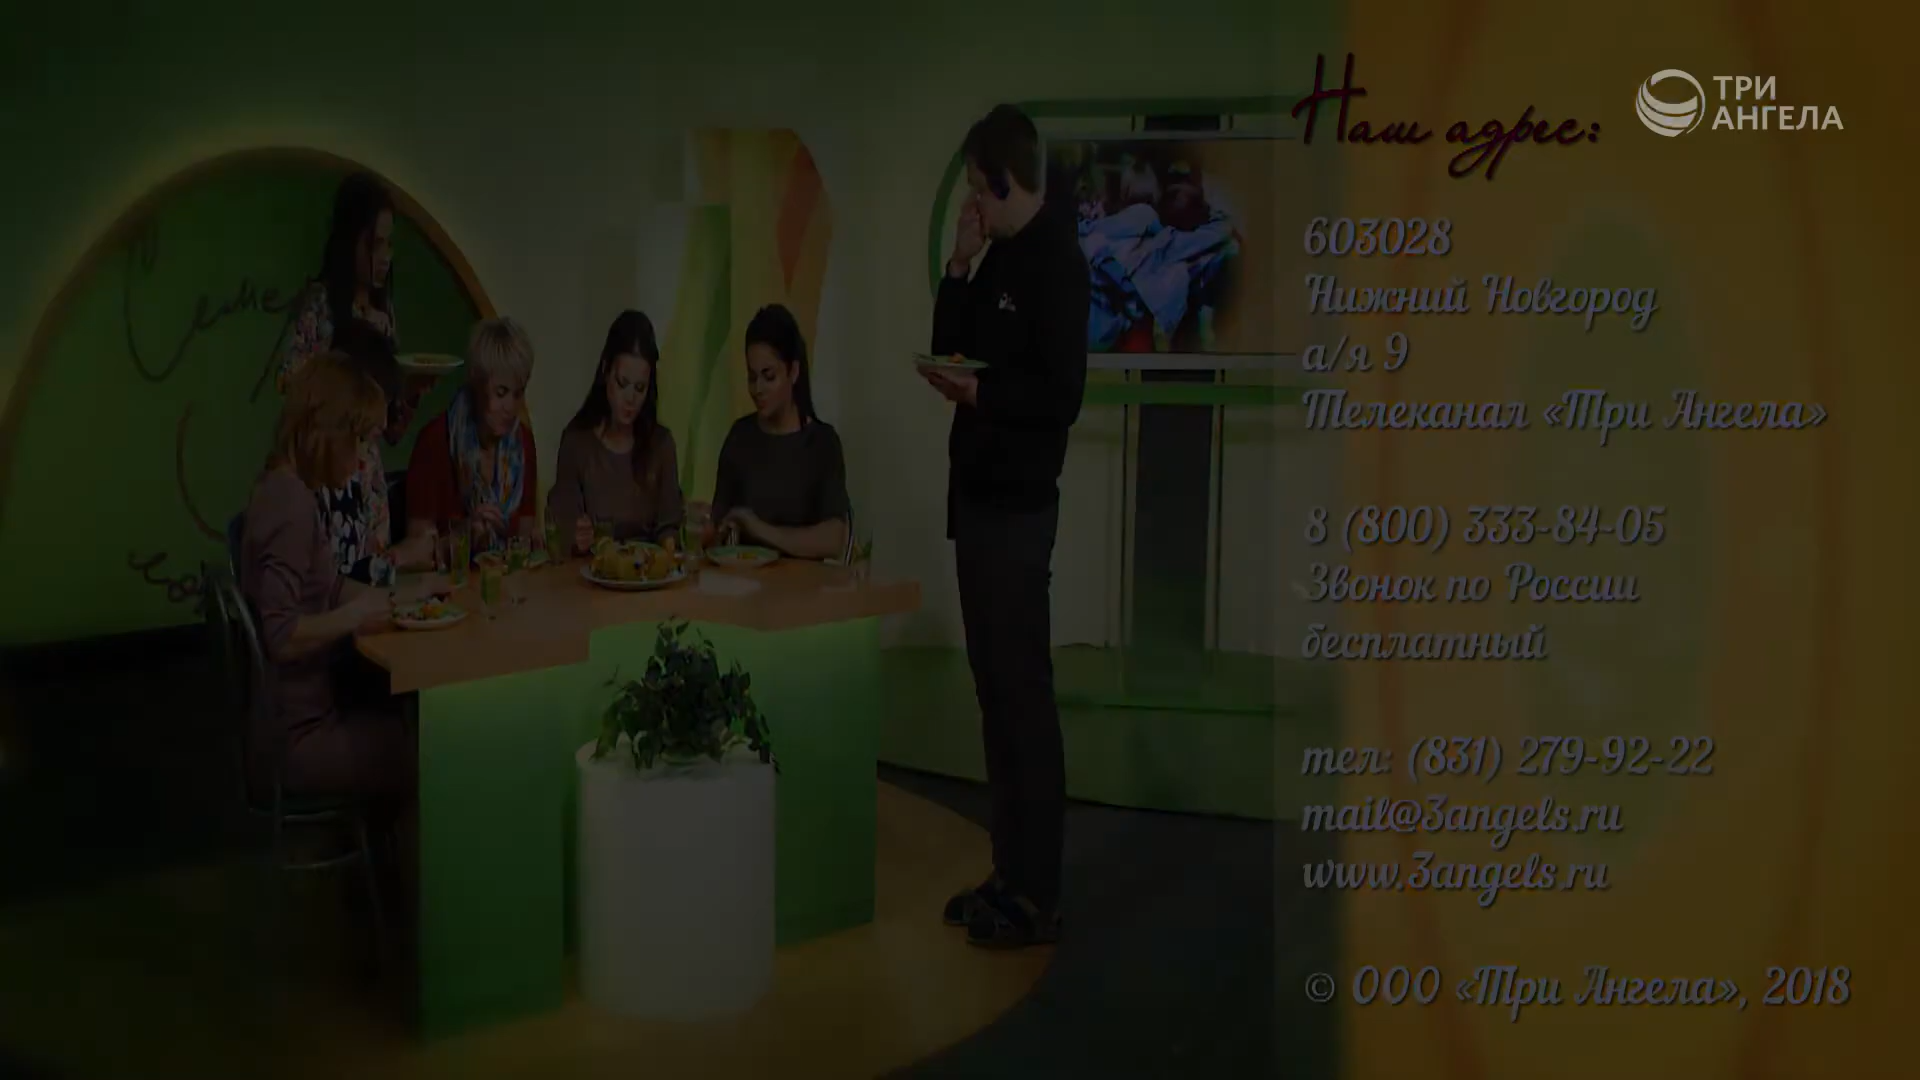 Наш адрес:
ТРИ
АНГЕЛА
603028
Нижний Новгород
а/я 9
Телеканал «Три Ангела»
8 (800) 333-84-05
Звонок по России
бесплатный
тел: (831) 279-92-22
mail@3angels.ru
www.3angels.ru
© ООО «Три Ангела», 2018